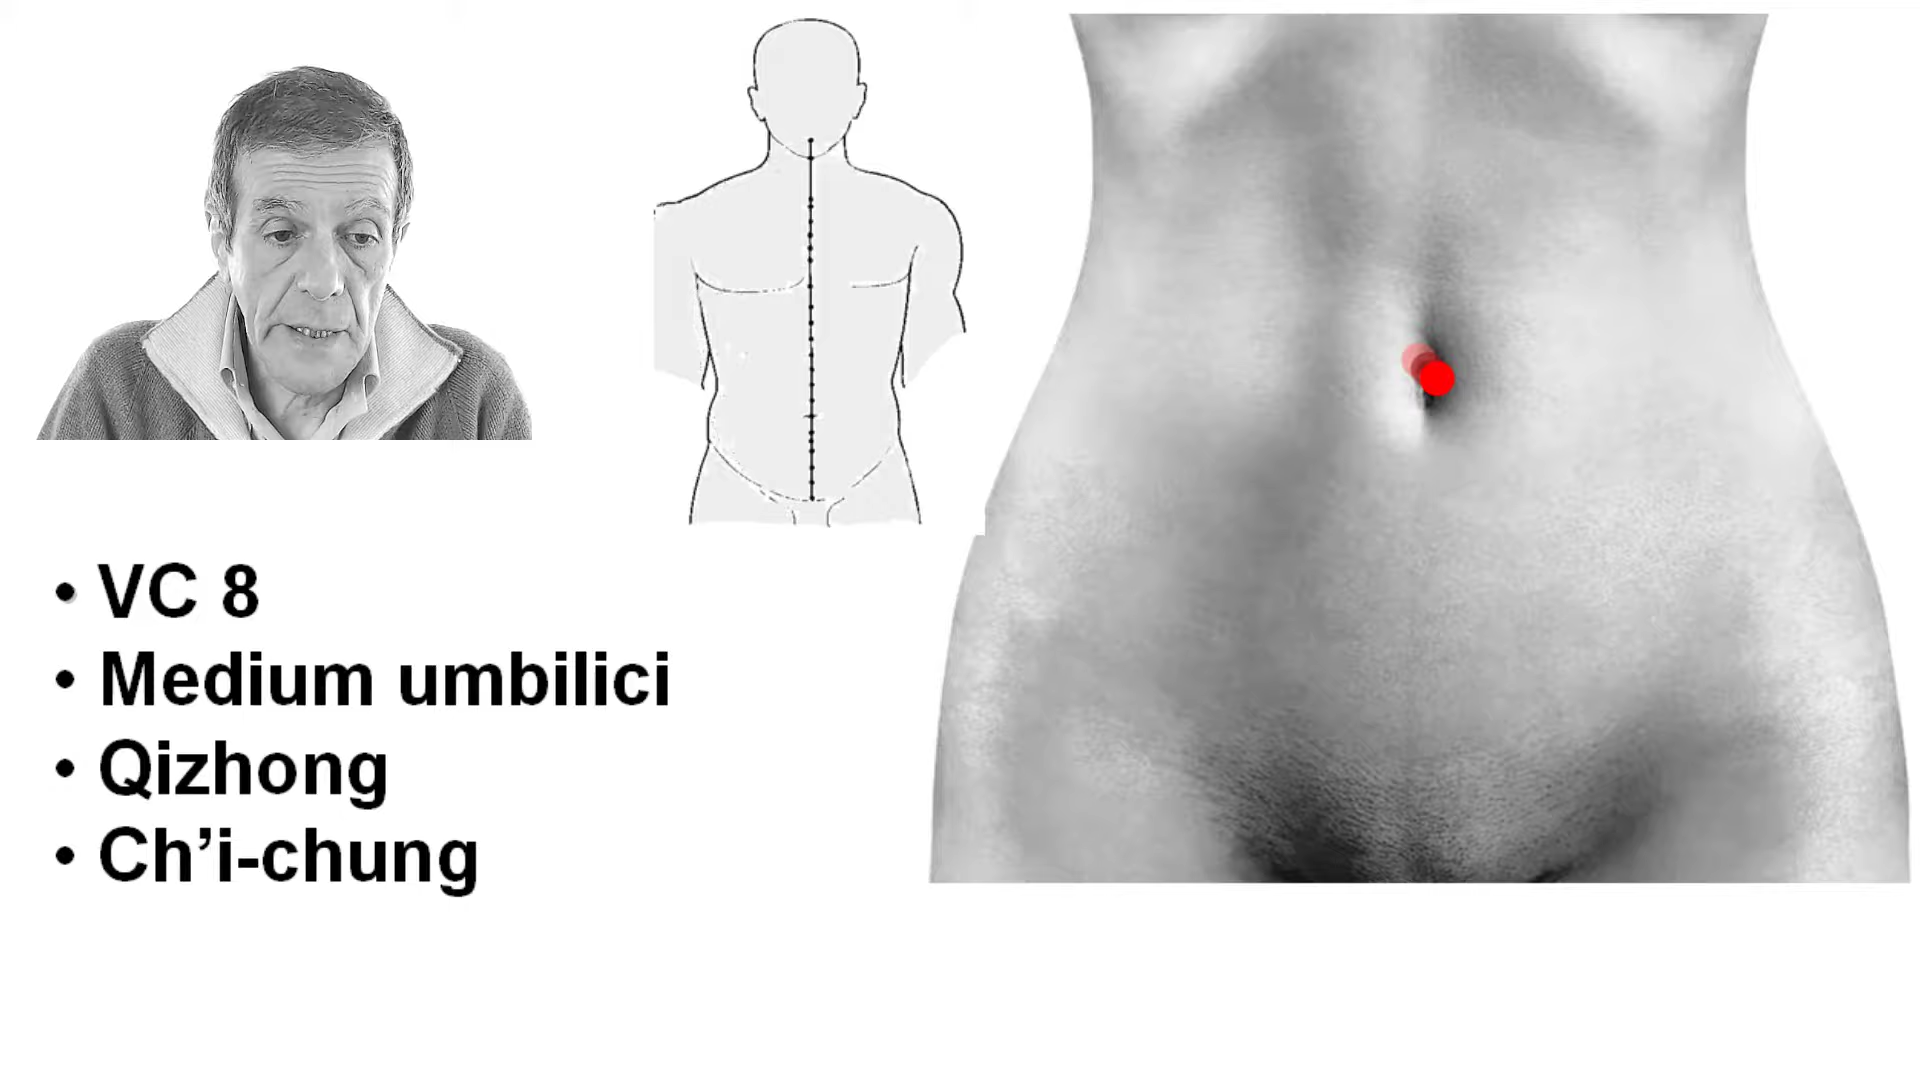 • VC 8
• Medium umbilici
• Qizhong
• Ch’i-chung